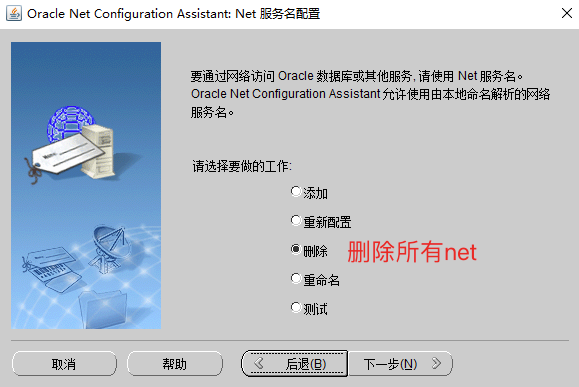 Oracle Net Configuration Assistant: Net 服务名配置
要通过网络访问 Oracle 数据库或其他服务, 请使用 Net 服务名。
Oracle Net Configuration Assistant 允许使用由本地命名解析的网络
服务名。
请选择要做的工作:
添加
重新配置
删除 删除所有net
重命名
测试
取消 帮助 后退(B) 下一步(N)